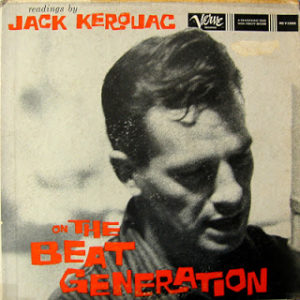 readings by
JACK KEROUAC
Verve
ON THE
BEAT
GENERATION